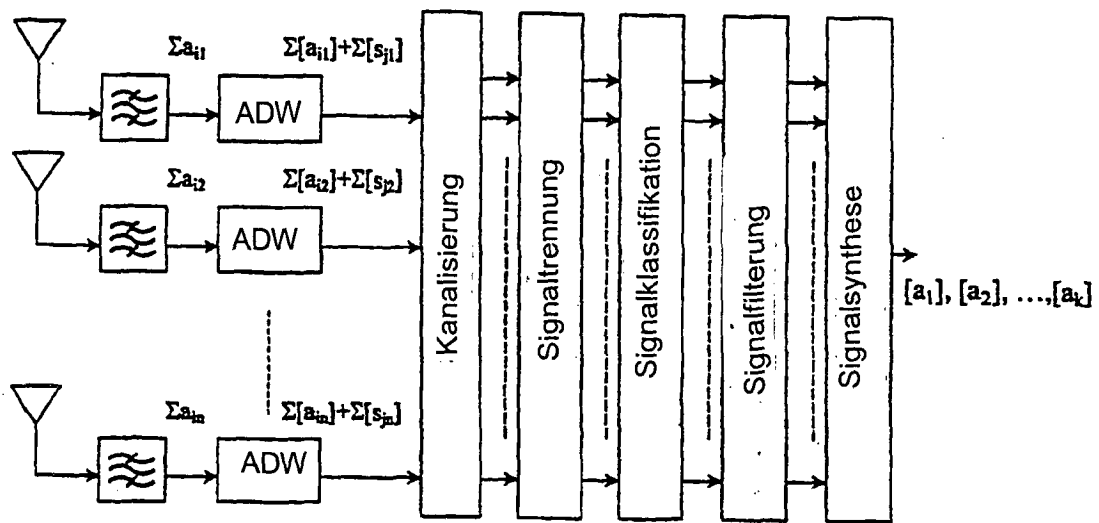 Σa_i1
Σ[a_i1]+Σ[s_j1]
ADW
Σa_i2
Σ[a_i2]+Σ[s_j2]
ADW
Σa_in
Σ[a_in]+Σ[s_jn]
ADW
Kanalisierung
Signaltrennung
Signalklassifikation
Signalfilterung
Signalsynthese
[a_1], [a_2], ...,[a_k]